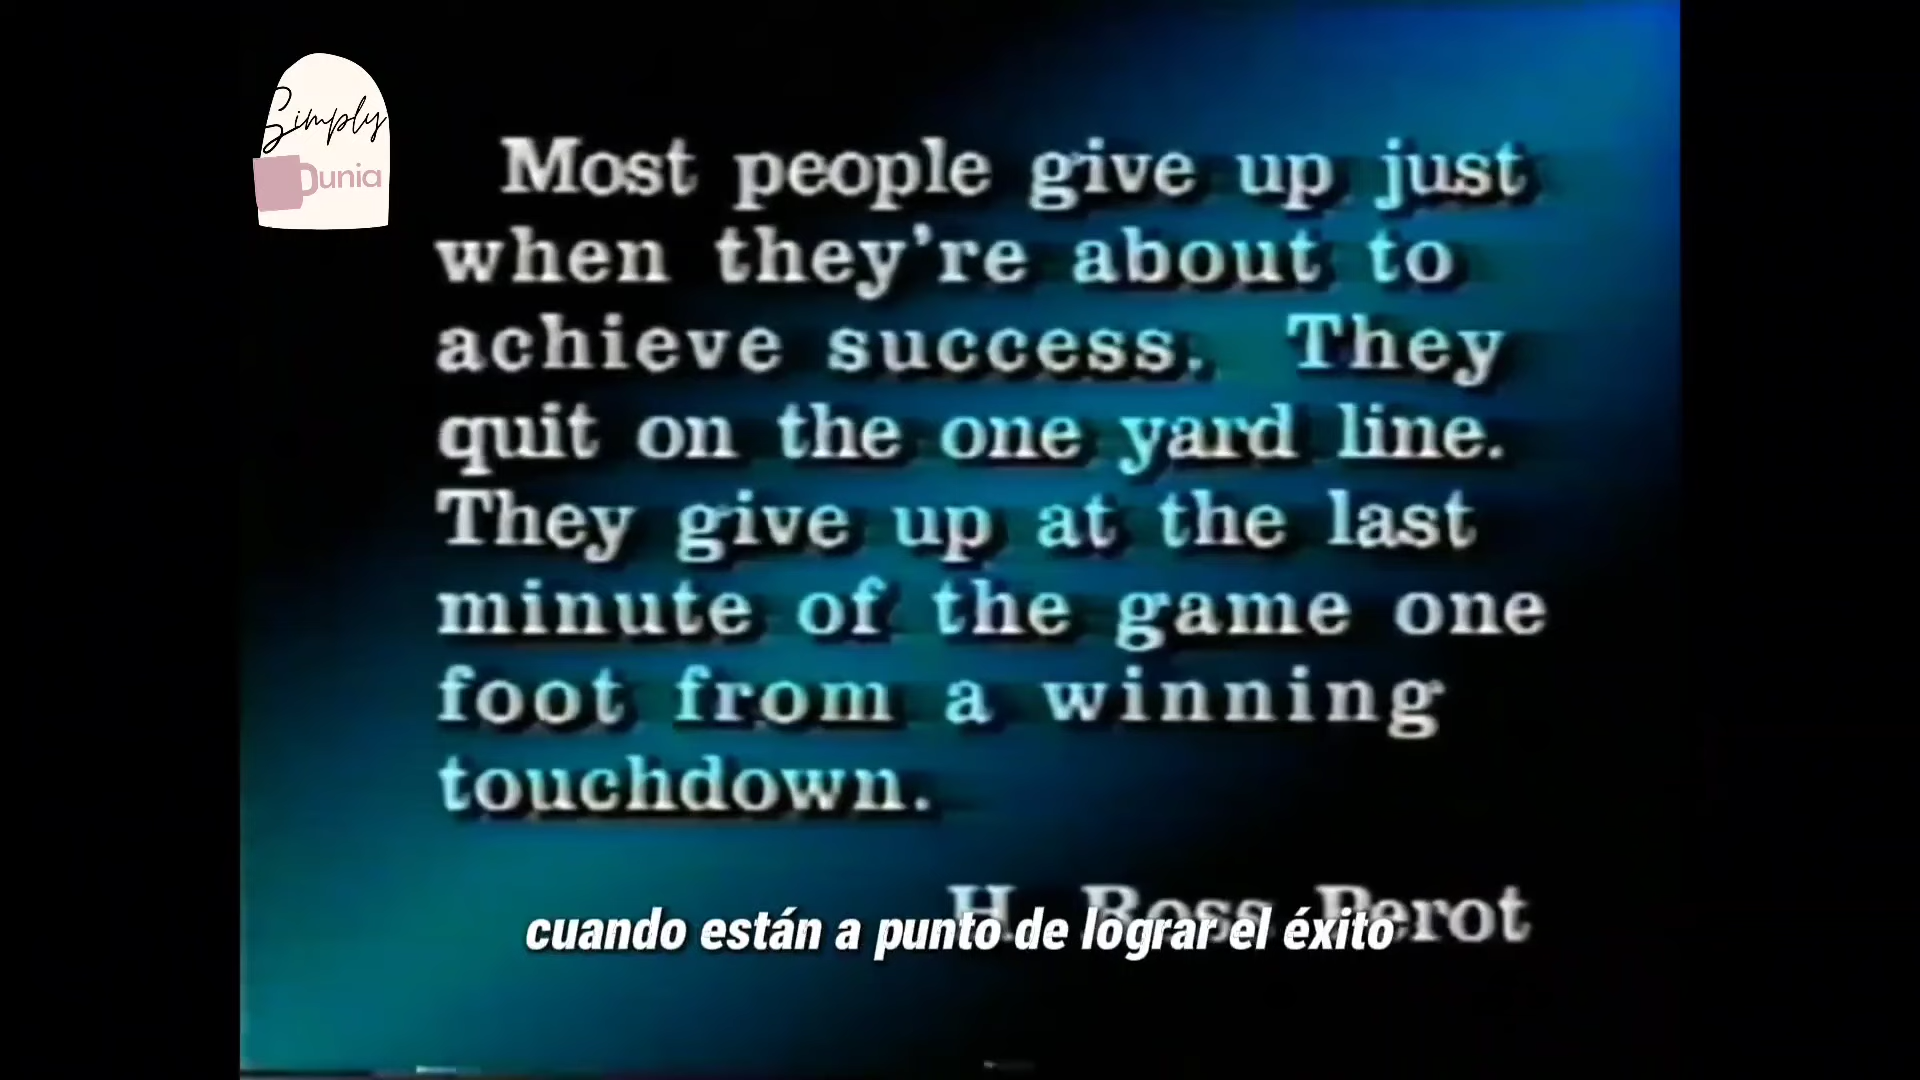 Simply
Dunia
Most people give up just
when they're about to
achieve success. They
quit on the one yard line.
They give up at the last
minute of the game one
foot from a winning
touchdown.
H. Ross Perot
cuando están a punto de lograr el éxito